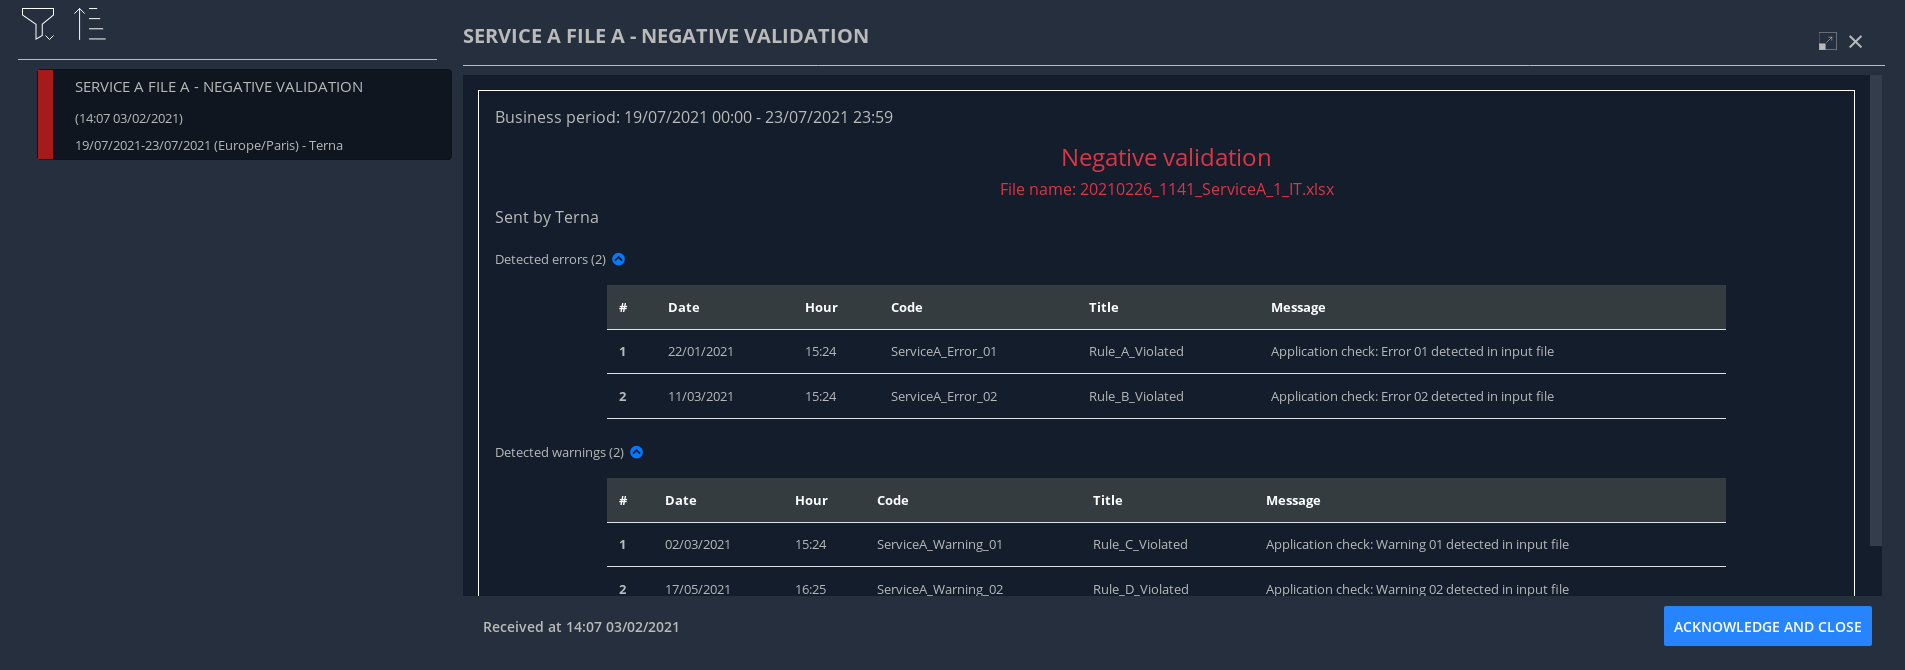 SERVICE A FILE A - NEGATIVE VALIDATION
(14:07 03/02/2021)
19/07/2021-23/07/2021 (Europe/Paris) - Terna
SERVICE A FILE A - NEGATIVE VALIDATION
Business period: 19/07/2021 00:00 - 23/07/2021 23:59
Negative validation
File name: 20210226_1141_ServiceA_1_IT.xlsx
Sent by Terna
Detected errors (2)
# Date Hour Code Title Message
1 22/01/2021 15:24 ServiceA_Error_01 Rule_A_Violated Application check: Error 01 detected in input file
2 11/03/2021 15:24 ServiceA_Error_02 Rule_B_Violated Application check: Error 02 detected in input file
Detected warnings (2)
# Date Hour Code Title Message
1 02/03/2021 15:24 ServiceA_Warning_01 Rule_C_Violated Application check: Warning 01 detected in input file
2 17/05/2021 16:25 ServiceA_Warning_02 Rule_D_Violated Application check: Warning 02 detected in input file
Received at 14:07 03/02/2021
ACKNOWLEDGE AND CLOSE